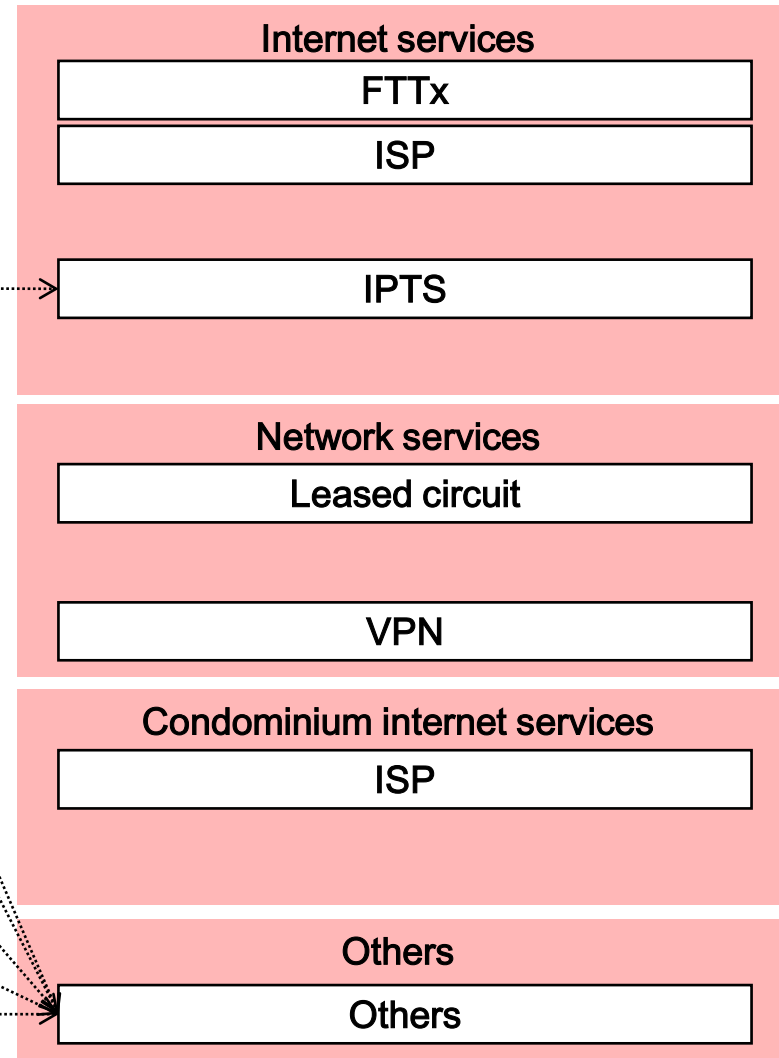 Internet services
FTTx
ISP
IPTS
Network services
Leased circuit
VPN
Condominium internet services
ISP
Others
Others